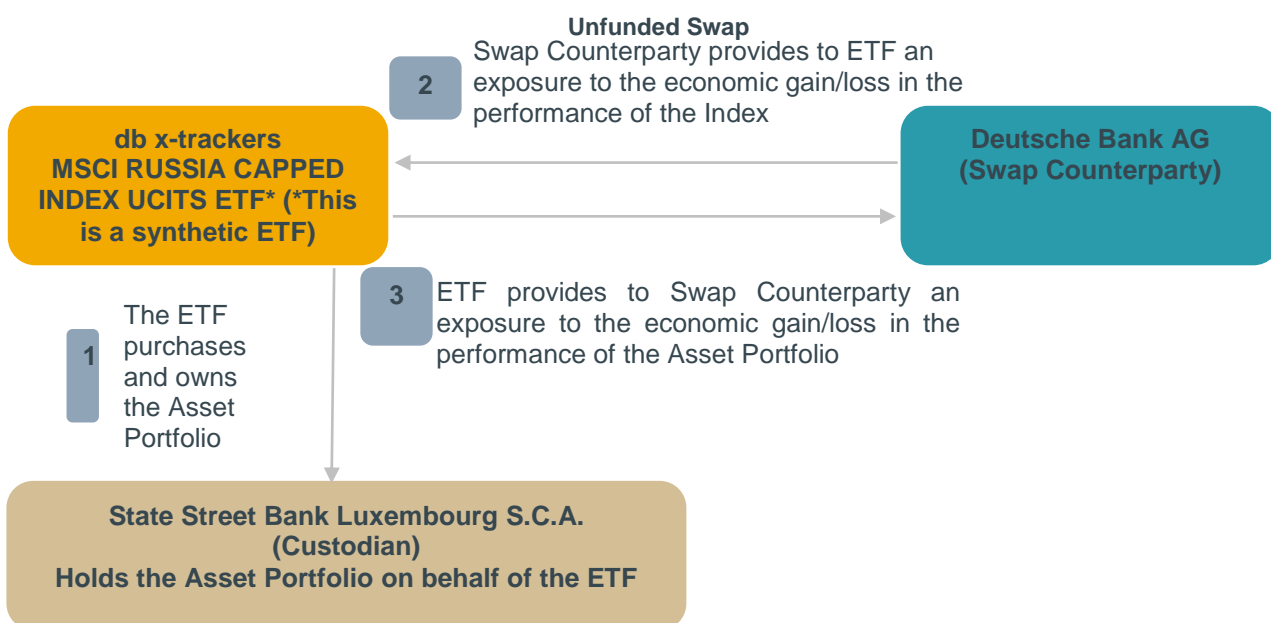 Unfunded Swap
2
Swap Counterparty provides to ETF an
exposure to the economic gain/loss in the
performance of the Index
db x-trackers
MSCI RUSSIA CAPPED
INDEX UCITS ETF* (*This
is a synthetic ETF)
Deutsche Bank AG
(Swap Counterparty)
3
ETF provides to Swap Counterparty an
exposure to the economic gain/loss in the
performance of the Asset Portfolio
1
The ETF
purchases
and owns
the Asset
Portfolio
State Street Bank Luxembourg S.C.A.
(Custodian)
Holds the Asset Portfolio on behalf of the ETF